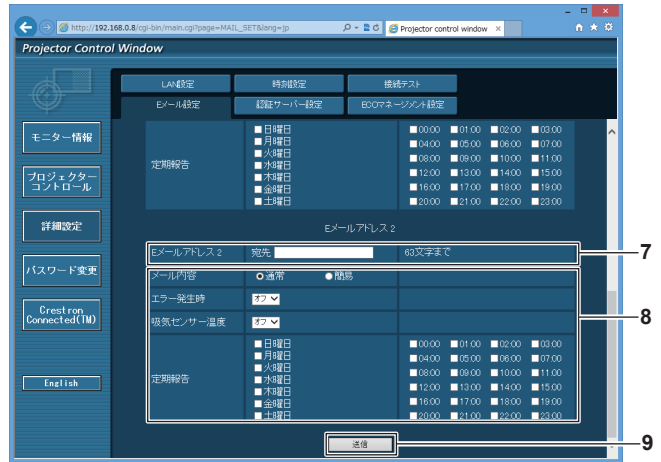 http://192.168.0.8/cgi-bin/main.cgi?page=MAIL_SET&lang=jp
Projector control window
Projector Control Window
LAN設定 時刻設定 接続テスト
Eメール設定 認証サーバー設定 ECOマネージメント設定
モニター情報
プロジェクター
コントロール
詳細設定
パスワード変更
Crestron
Connected(TM)
English
定期報告
日曜日
月曜日
火曜日
水曜日
木曜日
金曜日
土曜日
00:00 01:00 02:00 03:00
04:00 05:00 06:00 07:00
08:00 09:00 10:00 11:00
12:00 13:00 14:00 15:00
16:00 17:00 18:00 19:00
20:00 21:00 22:00 23:00
Eメールアドレス 2
Eメールアドレス 2 宛先 63文字まで
7
メール内容 通常 簡易
エラー発生時 オフ
8
吸気センサー温度 オフ
定期報告
日曜日
月曜日
火曜日
水曜日
木曜日
金曜日
土曜日
00:00 01:00 02:00 03:00
04:00 05:00 06:00 07:00
08:00 09:00 10:00 11:00
12:00 13:00 14:00 15:00
16:00 17:00 18:00 19:00
20:00 21:00 22:00 23:00
送信
9